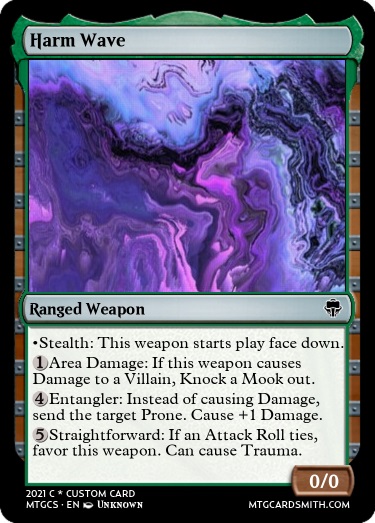 Harm Wave
Ranged Weapon
•Stealth: This weapon starts play face down.
1 Area Damage: If this weapon causes
Damage to a Villain, Knock a Mook out.
4 Entangler: Instead of causing Damage,
send the target Prone. Cause +1 Damage.
5 Straightforward: If an Attack Roll ties,
favor this weapon. Can cause Trauma.
0/0
2021 C * CUSTOM CARD
MTGCS • EN Unknown
MTGCARDSMITH.COM